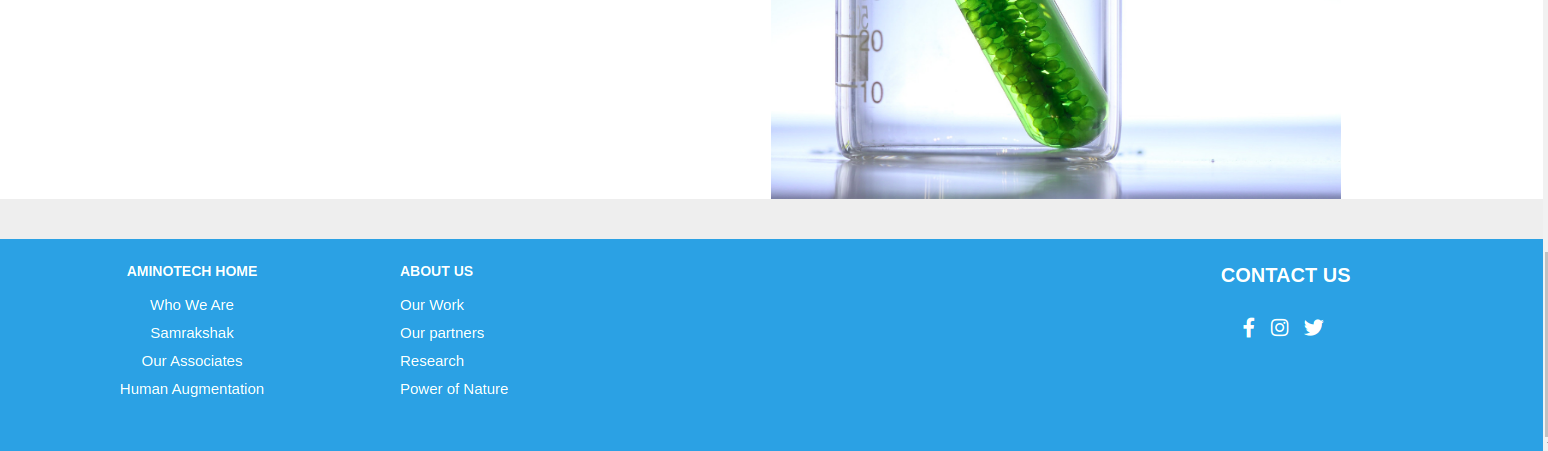 20
10
AMINOTECH HOME
Who We Are
Samrakshak
Our Associates
Human Augmentation
ABOUT US
Our Work
Our partners
Research
Power of Nature
CONTACT US